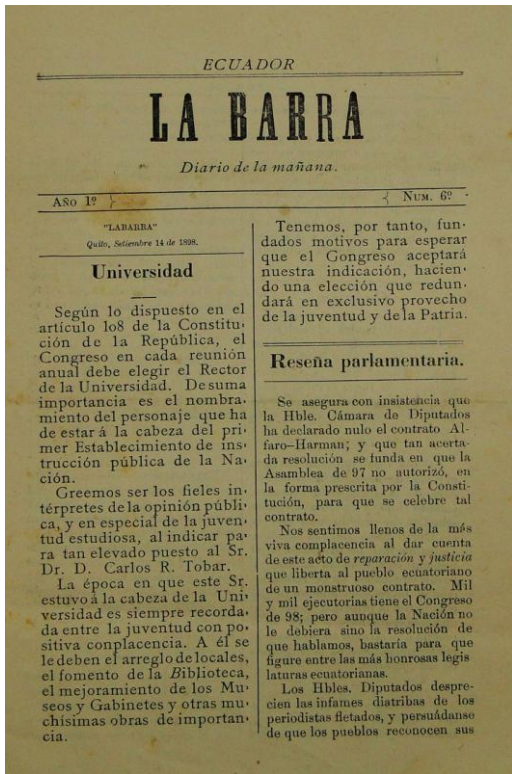 ECUADOR
LA BARRA
Diario de la mañana.
AÑO 1º
NUM. 6º
"LABARRA"
Quito, Setiembre 14 de 1898.
Universidad
Según lo dispuesto en el
artículo 1o8 de la Constitu-
ción de la República, el
Congreso en cada reunión
anual debe elegir el Rector
de la Universidad. Desuma
importancia es el nombra-
miento del personaje que ha
de estar á la cabeza del pri-
mer Establecimiento de ins-
trucción pública de la Na-
ción.
Greemos ser los fieles in-
térpretes de la opinión públi-
ca, y en especial de la juven-
tud estudiosa, al indicar pa-
ra tan elevado puesto al Sr.
Dr. D. Carlos R. Tobar.
La época en que este Sr.
estuvo á la cabeza de la Uni-
versidad es siempre recorda-
da entre la juventud con po-
sitiva conplacencia. A él se
le deben el arreglo de locales,
el fomento de la Biblioteca,
el mejoramiento de los Mu-
seos y Gabinetes y otras mu-
chísimas obras de importan-
cia.
Tenemos, por tanto, fun-
dados motivos para esperar
que el Gongreso aceptará
nuestra indicación, hacien-
do una elección que redun-
dará en exclusivo provecho
de la juventud y de la Patria.
Reseña parlamentaria.
Se asegura con insistencia que
la Hble. Cámara de Diputados
ha declarado nulo el contrato Al-
faro-Harman; y que tan acerta-
da resolución se funda en que la
Asamblea de 97 no autorizó, en
la forma prescrita por la Consti-
tución, para que se celebre tal
contrato.
Nos sentimos llenos de la más
viva complacencia al dar cuenta
de este acto de reparación y justicia
que liberta al pueblo ecuatoriano
de un monstruoso contrato. Mil
y mil ejecutorias tiene el Congreso
de 98; pero aunque la Nación no
le debiera sino la resolución de
que hablamos, bastaría para que
figure entre las más honrosas legis
laturas ecuatorianas.
Los Hbles. Diputados despre-
cien las infames diatribas de los
periodistas fletados, y persuádanse
de que los pueblos reconocen sus